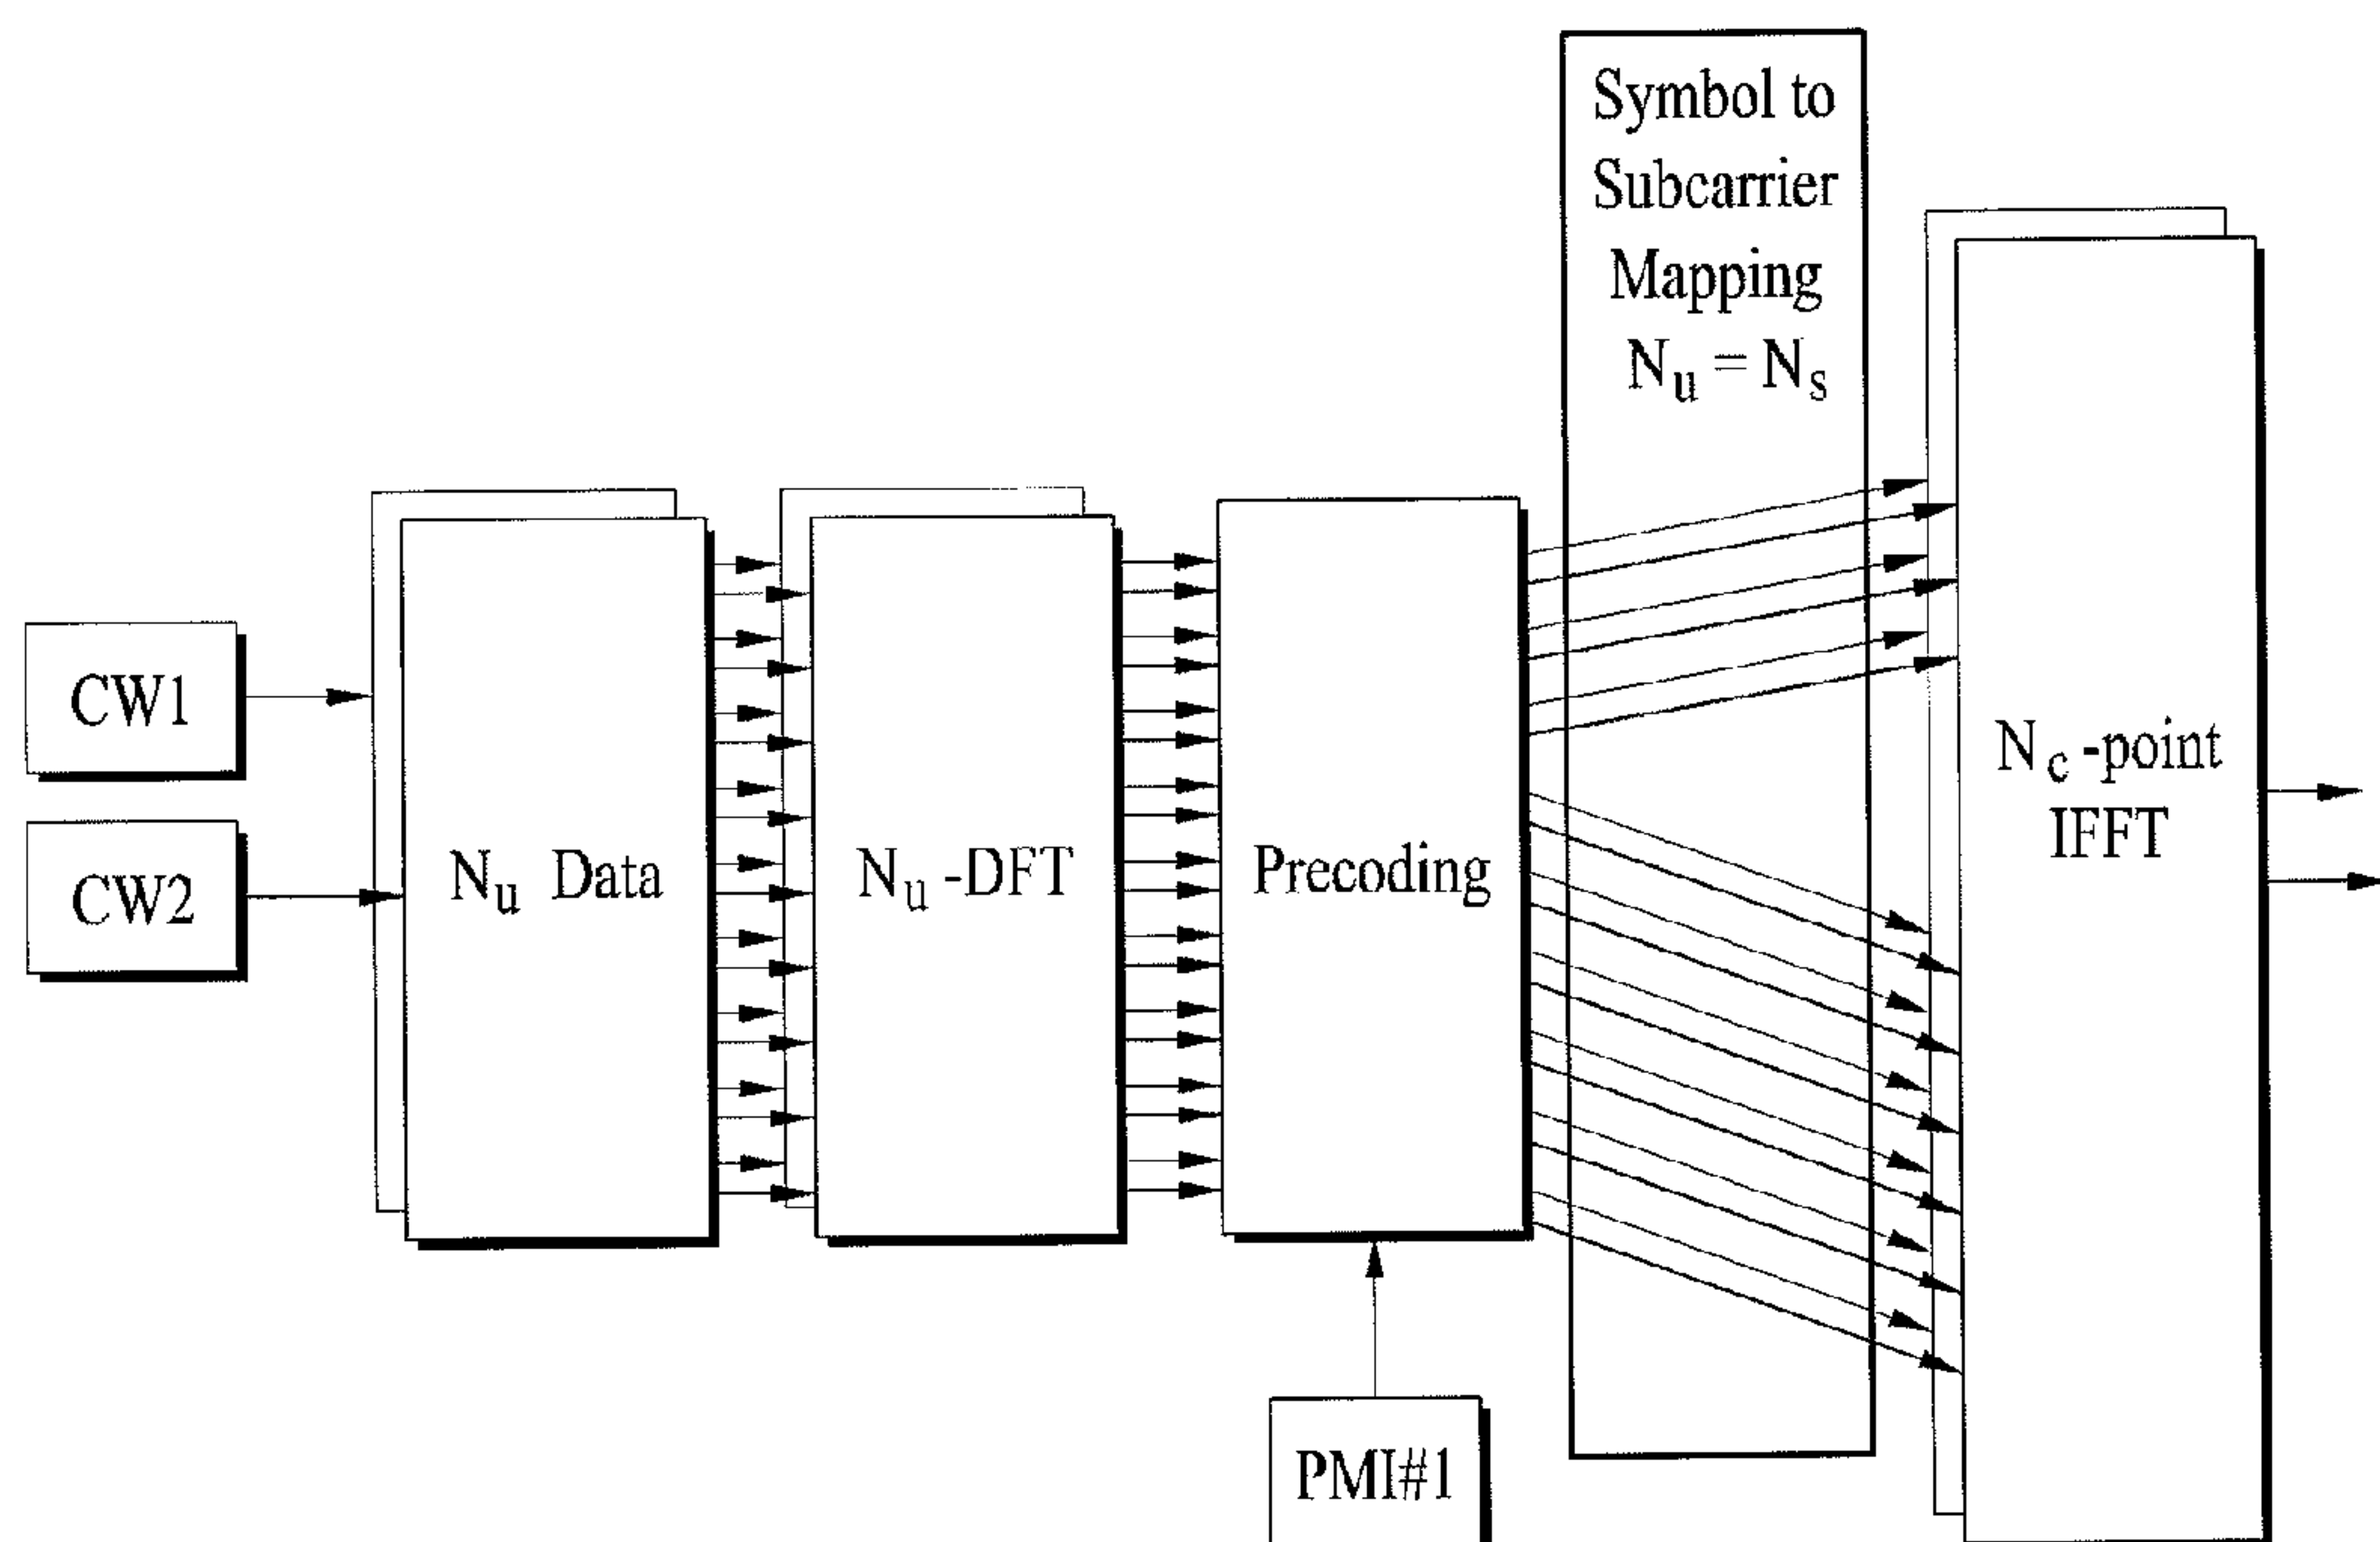 Symbol to
Subcarrier
Mapping
Nu = Ns
CW1
CW2
Nu Data
Nu -DFT
Precoding
Nc -point
IFFT
PMI#1